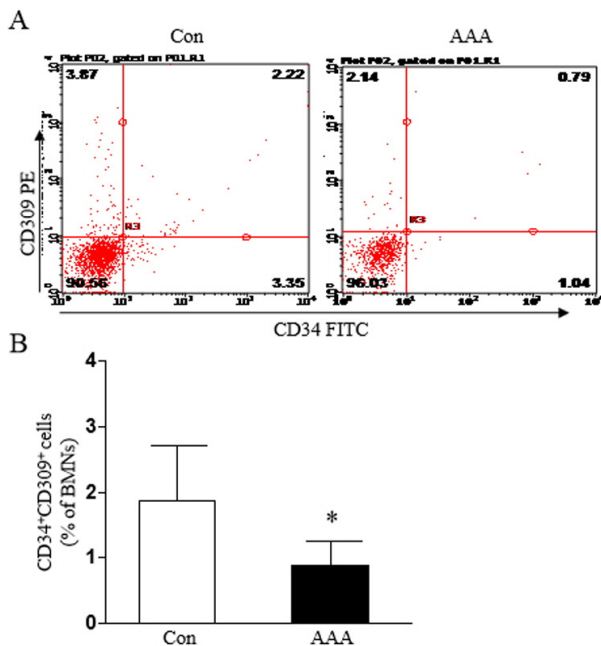 A
Con
AAA
Plot P02, gated on P01.R1
Plot P02, gated on P01.R1
3.87
2.22
2.14
0.79
R3
R3
90.56
3.35
96.03
1.04
CD309 PE
CD34 FITC
B
CD34⁺CD309⁺ cells
(% of BMNs)
4
3
2
1
0
*
Con
AAA